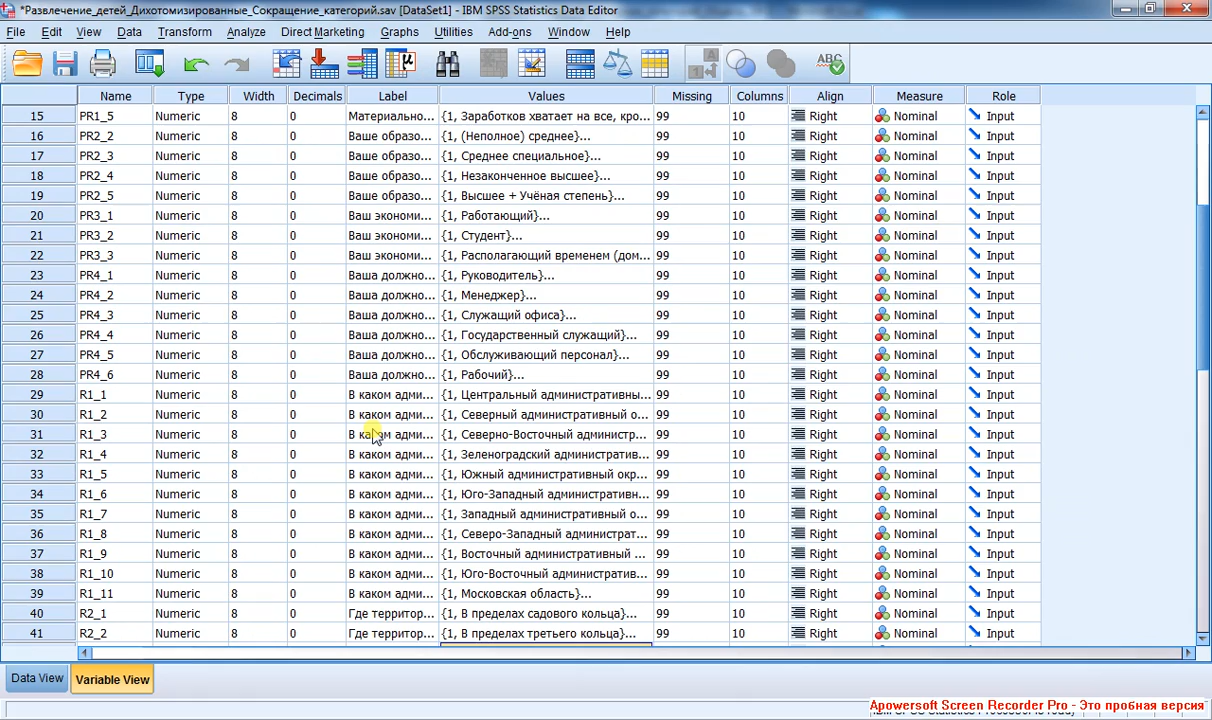 *Развлечение_детей_Дихотомизированные_Сокращение_категорий.sav [DataSet1] - IBM SPSS Statistics Data Editor
File Edit View Data Transform Analyze Direct Marketing Graphs Utilities Add-ons Window Help
Name Type Width Decimals Label Values Missing Columns Align Measure Role
15 PR1_5 Numeric 8 0 Материально... {1, Заработков хватает на все, кро... 99 10 Right Nominal Input
16 PR2_2 Numeric 8 0 Ваше образо... {1, (Неполное) среднее}... 99 10 Right Nominal Input
17 PR2_3 Numeric 8 0 Ваше образо... {1, Среднее специальное}... 99 10 Right Nominal Input
18 PR2_4 Numeric 8 0 Ваше образо... {1, Незаконченное высшее}... 99 10 Right Nominal Input
19 PR2_5 Numeric 8 0 Ваше образо... {1, Высшее + Учёная степень}... 99 10 Right Nominal Input
20 PR3_1 Numeric 8 0 Ваш экономи... {1, Работающий}... 99 10 Right Nominal Input
21 PR3_2 Numeric 8 0 Ваш экономи... {1, Студент}... 99 10 Right Nominal Input
22 PR3_3 Numeric 8 0 Ваш экономи... {1, Располагающий временем (дом... 99 10 Right Nominal Input
23 PR4_1 Numeric 8 0 Ваша должно... {1, Руководитель}... 99 10 Right Nominal Input
24 PR4_2 Numeric 8 0 Ваша должно... {1, Менеджер}... 99 10 Right Nominal Input
25 PR4_3 Numeric 8 0 Ваша должно... {1, Служащий офиса}... 99 10 Right Nominal Input
26 PR4_4 Numeric 8 0 Ваша должно... {1, Государственный служащий}... 99 10 Right Nominal Input
27 PR4_5 Numeric 8 0 Ваша должно... {1, Обслуживающий персонал}... 99 10 Right Nominal Input
28 PR4_6 Numeric 8 0 Ваша должно... {1, Рабочий}... 99 10 Right Nominal Input
29 R1_1 Numeric 8 0 В каком адми... {1, Центральный административны... 99 10 Right Nominal Input
30 R1_2 Numeric 8 0 В каком адми... {1, Северный административный о... 99 10 Right Nominal Input
31 R1_3 Numeric 8 0 В каком адми... {1, Северно-Восточный администр... 99 10 Right Nominal Input
32 R1_4 Numeric 8 0 В каком адми... {1, Зеленоградский административ... 99 10 Right Nominal Input
33 R1_5 Numeric 8 0 В каком адми... {1, Южный административный окр... 99 10 Right Nominal Input
34 R1_6 Numeric 8 0 В каком адми... {1, Юго-Западный административн... 99 10 Right Nominal Input
35 R1_7 Numeric 8 0 В каком адми... {1, Западный административный о... 99 10 Right Nominal Input
36 R1_8 Numeric 8 0 В каком адми... {1, Северо-Западный административ... 99 10 Right Nominal Input
37 R1_9 Numeric 8 0 В каком адми... {1, Восточный административный ... 99 10 Right Nominal Input
38 R1_10 Numeric 8 0 В каком адми... {1, Юго-Восточный административ... 99 10 Right Nominal Input
39 R1_11 Numeric 8 0 В каком адми... {1, Московская область}... 99 10 Right Nominal Input
40 R2_1 Numeric 8 0 Где территор... {1, В пределах садового кольца}... 99 10 Right Nominal Input
41 R2_2 Numeric 8 0 Где территор... {1, В пределах третьего кольца}... 99 10 Right Nominal Input
Data View Variable View
Apowersoft Screen Recorder Pro - Это пробная версия